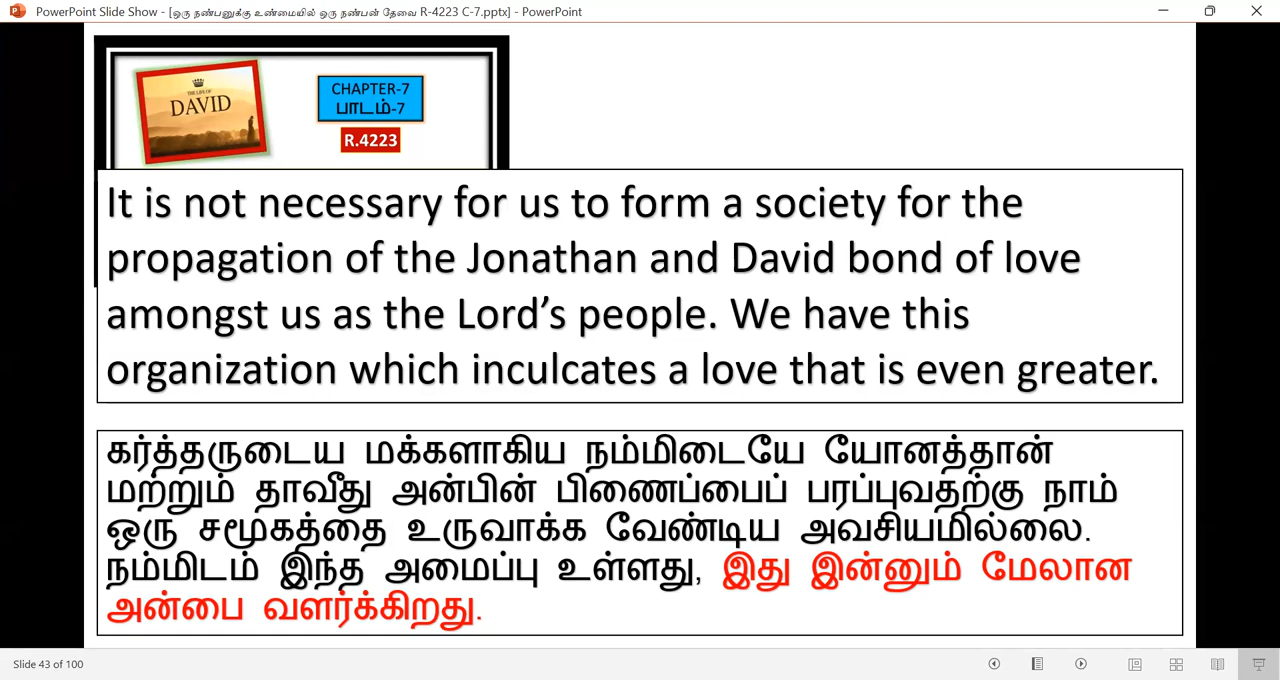 PowerPoint Slide Show - [ஒரு நண்பனுக்கு உண்மையில் ஒரு நண்பன் தேவை R-4223 C-7.pptx] - PowerPoint
THE LIFE OF
DAVID
CHAPTER-7
பாடம்-7
R.4223
It is not necessary for us to form a society for the
propagation of the Jonathan and David bond of love
amongst us as the Lord’s people. We have this
organization which inculcates a love that is even greater.
கர்த்தருடைய மக்களாகிய நம்மிடையே யோனத்தான்
மற்றும் தாவீது அன்பின் பிணைப்பைப் பரப்புவதற்கு நாம்
ஒரு சமூகத்தை உருவாக்க வேண்டிய அவசியமில்லை.
நம்மிடம் இந்த அமைப்பு உள்ளது, இது இன்னும் மேலான
அன்பை வளர்க்கிறது.
Slide 43 of 100